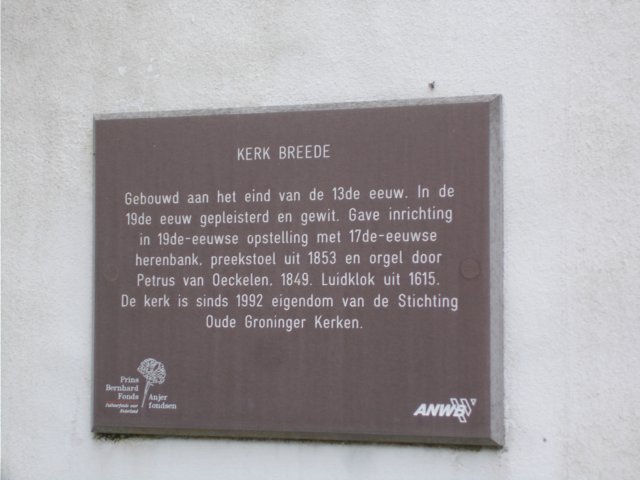 KERK BREEDE
Gebouwd aan het eind van de 13de eeuw. In de
19de eeuw gepleisterd en gewit. Gave inrichting
in 19de-eeuwse opstelling met 17de-eeuwse
herenbank, preekstoel uit 1853 en orgel door
Petrus van Oeckelen, 1849. Luidklok uit 1615.
De kerk is sinds 1992 eigendom van de Stichting
Oude Groninger Kerken.
Prins
Bernhard
Fonds
Cultuurfonds voor
Nederland
Anjer
fondsen
ANWB